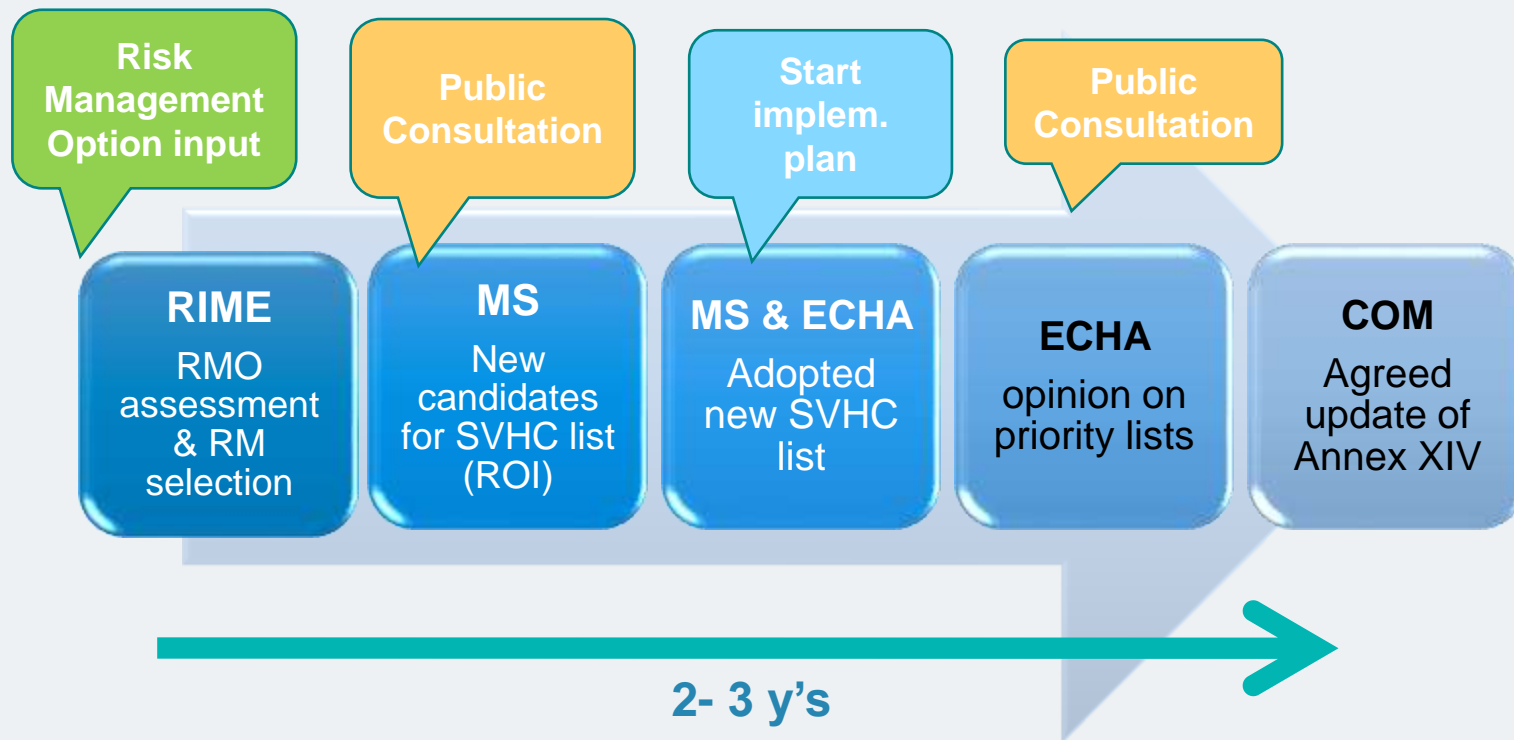 Risk
Management
Option input
Public
Consultation
Start
implem.
plan
Public
Consultation
RIME
RMO
assessment
& RM
selection
MS
New
candidates
for SVHC list
(ROI)
MS & ECHA
Adopted
new SVHC
list
ECHA
opinion on
priority lists
COM
Agreed
update of
Annex XIV
2- 3 y’s